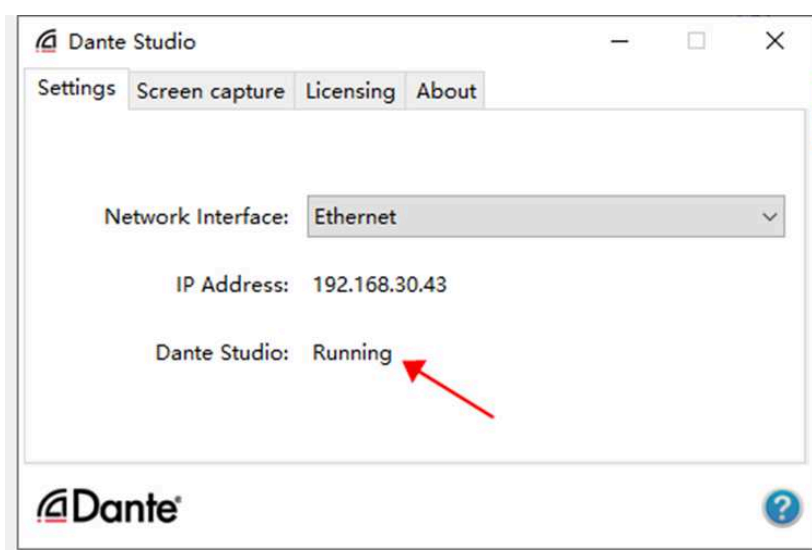 Dante Studio
Settings Screen capture Licensing About
Network Interface: Ethernet
IP Address: 192.168.30.43
Dante Studio: Running
Dante®
?